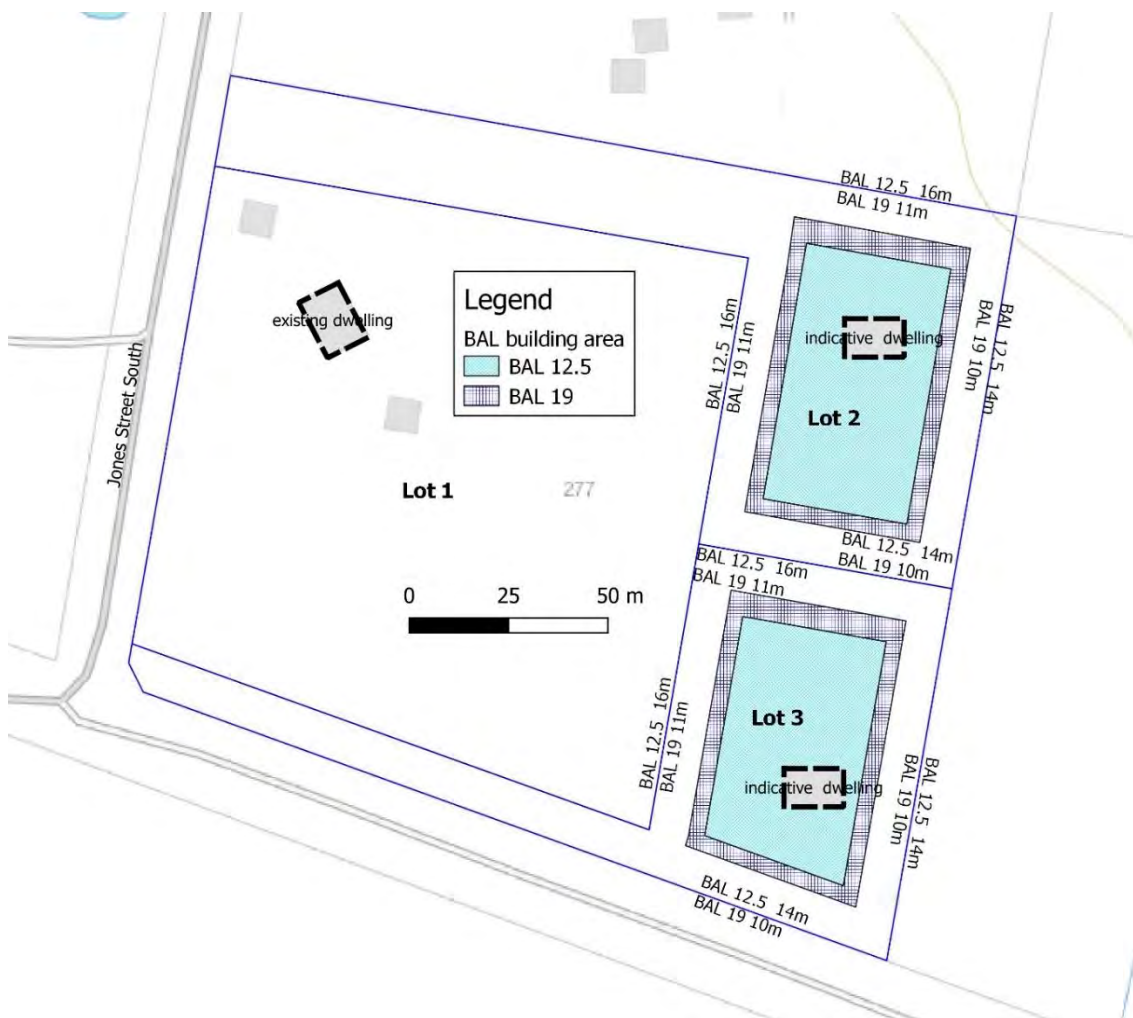 BAL 12.5 16m
BAL 19 11m
Legend
BAL building area
BAL 12.5
BAL 19
existing dwelling
Jones Street South
BAL 12.5 16m
BAL 19 11m
indicative dwelling
Lot 2
BAL 12.5 14m
BAL 19 10m
Lot 1
277
BAL 12.5 14m
BAL 19 10m
BAL 12.5 16m
BAL 19 11m
0 25 50 m
BAL 12.5 16m
BAL 19 11m
Lot 3
indicative dwelling
BAL 12.5 14m
BAL 19 10m
BAL 12.5 14m
BAL 19 10m